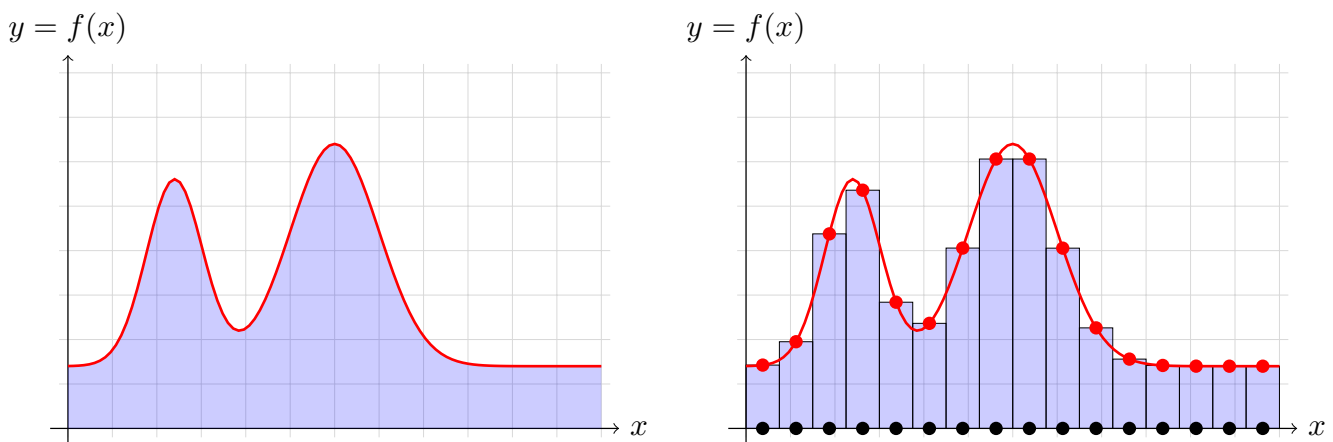 y = f(x)
x
y = f(x)
x